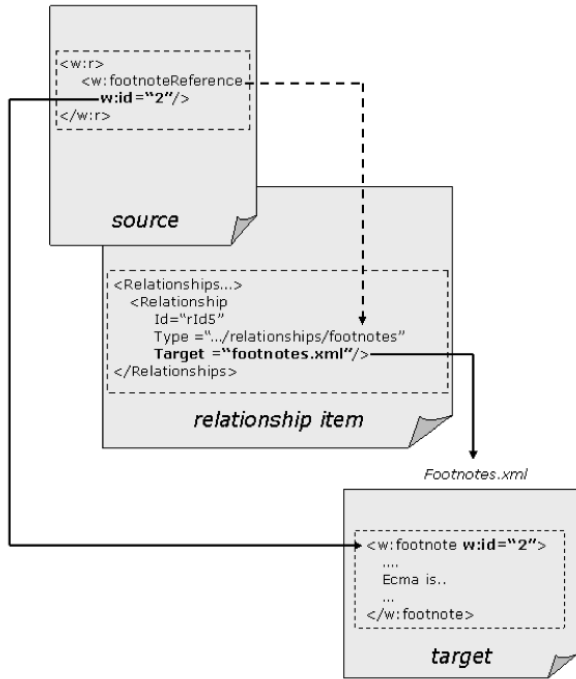 <w:r>
<w:footnoteReference
w:id=“2”/>
</w:r>
source
<Relationships...>
<Relationship
Id=“rId5”
Type =“.../relationships/footnotes”
Target =“footnotes.xml”/>
</Relationships>
relationship item
Footnotes.xml
<w:footnote w:id=“2”>
....
Ecma is..
...
</w:footnote>
target